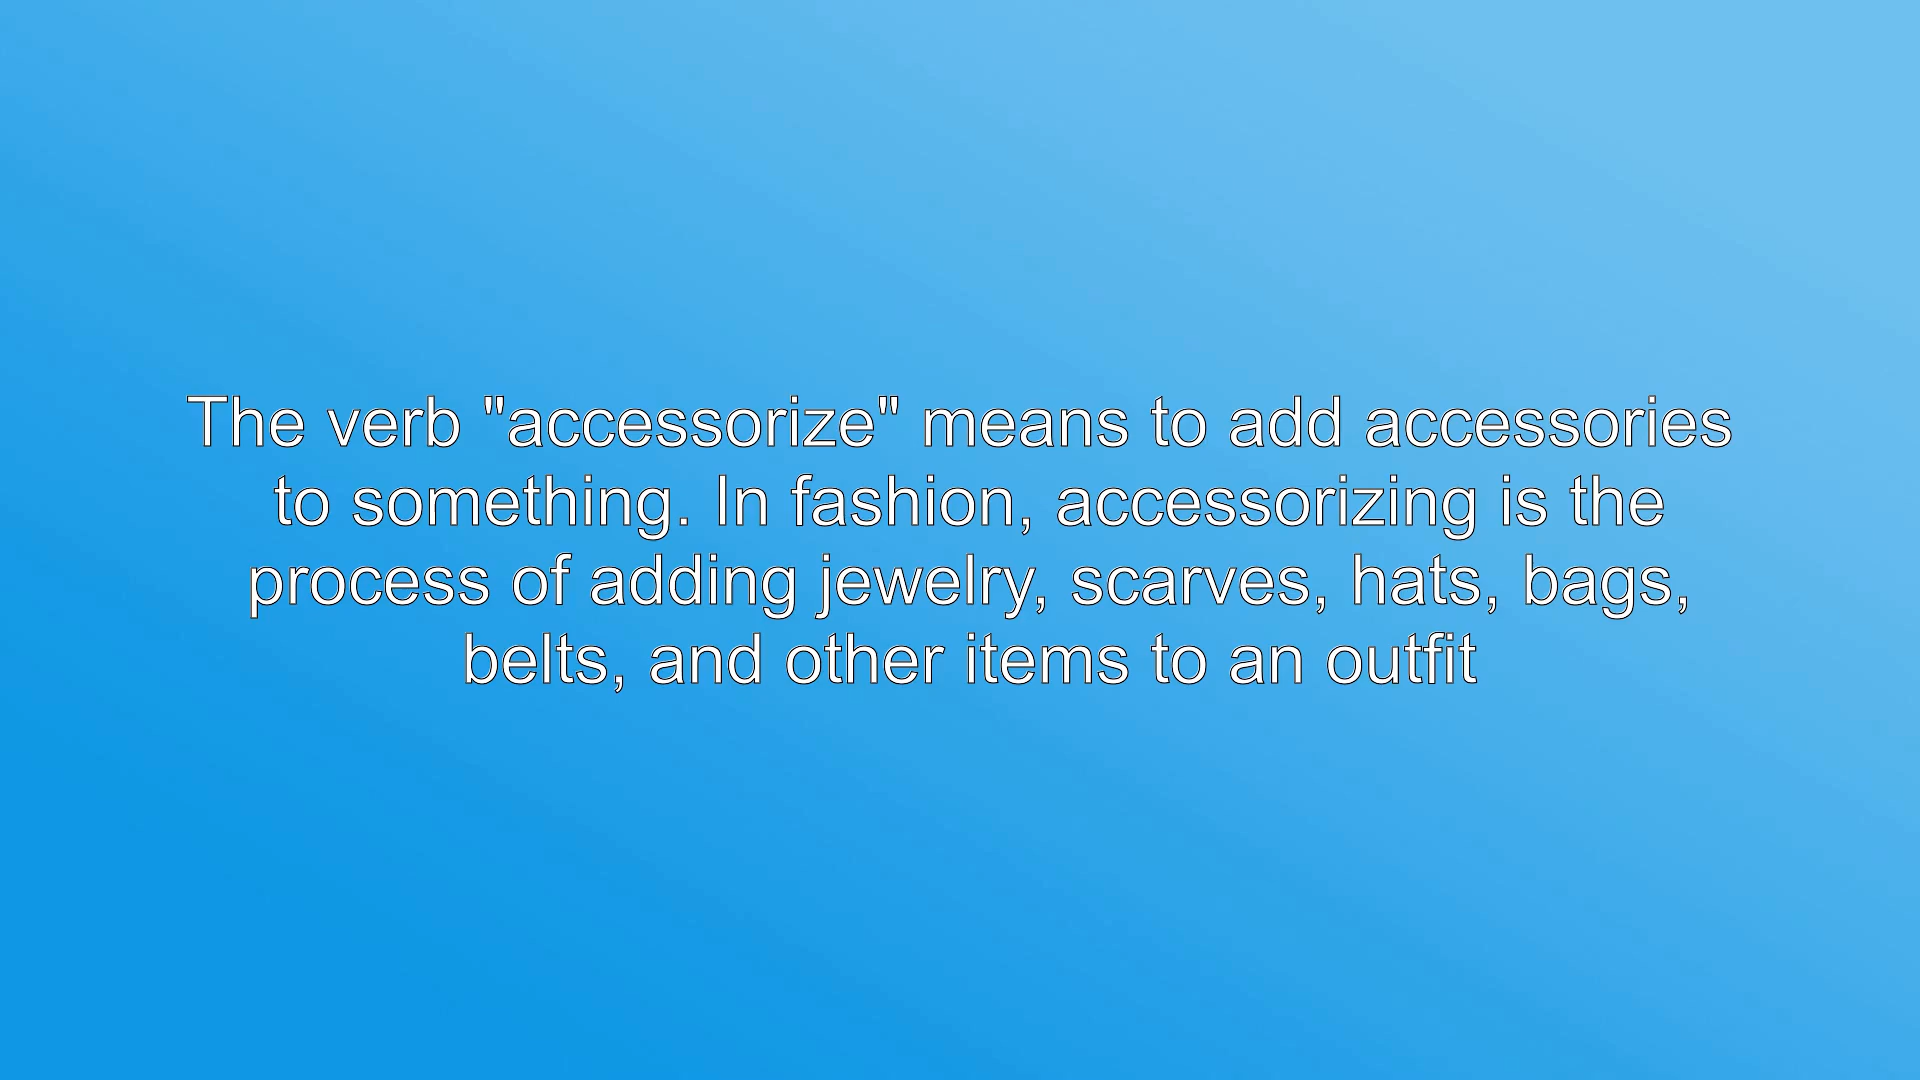 The verb "accessorize" means to add accessories
to something. In fashion, accessorizing is the
process of adding jewelry, scarves, hats, bags,
belts, and other items to an outfit